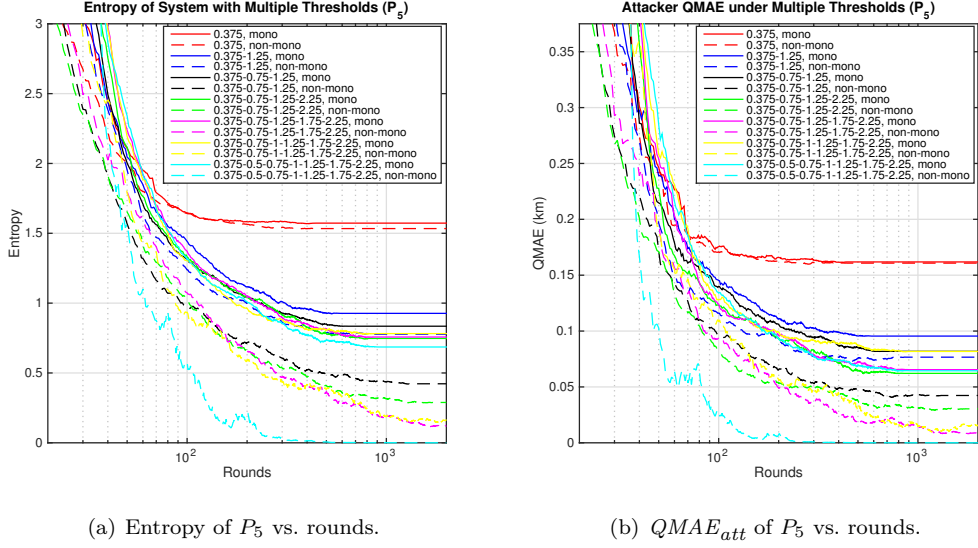 Entropy of System with Multiple Thresholds (P5)
3
2.5
2
1.5
1
0.5
0
Entropy
10²
10³
Rounds
0.375, mono
0.375, non-mono
0.375-1.25, mono
0.375-1.25, non-mono
0.375-0.75-1.25, mono
0.375-0.75-1.25, non-mono
0.375-0.75-1.25-2.25, mono
0.375-0.75-1.25-2.25, non-mono
0.375-0.75-1.25-1.75-2.25, mono
0.375-0.75-1.25-1.75-2.25, non-mono
0.375-0.75-1-1.25-1.75-2.25, mono
0.375-0.75-1-1.25-1.75-2.25, non-mono
0.375-0.5-0.75-1-1.25-1.75-2.25, mono
0.375-0.5-0.75-1-1.25-1.75-2.25, non-mono
(a) Entropy of P5 vs. rounds.
Attacker QMAE under Multiple Thresholds (P5)
0.35
0.3
0.25
0.2
0.15
0.1
0.05
0
QMAE (km)
10²
10³
Rounds
0.375, mono
0.375, non-mono
0.375-1.25, mono
0.375-1.25, non-mono
0.375-0.75-1.25, mono
0.375-0.75-1.25, non-mono
0.375-0.75-1.25-2.25, mono
0.375-0.75-1.25-2.25, non-mono
0.375-0.75-1.25-1.75-2.25, mono
0.375-0.75-1.25-1.75-2.25, non-mono
0.375-0.75-1-1.25-1.75-2.25, mono
0.375-0.75-1-1.25-1.75-2.25, non-mono
0.375-0.5-0.75-1-1.25-1.75-2.25, mono
0.375-0.5-0.75-1-1.25-1.75-2.25, non-mono
(b) QMAEatt of P5 vs. rounds.